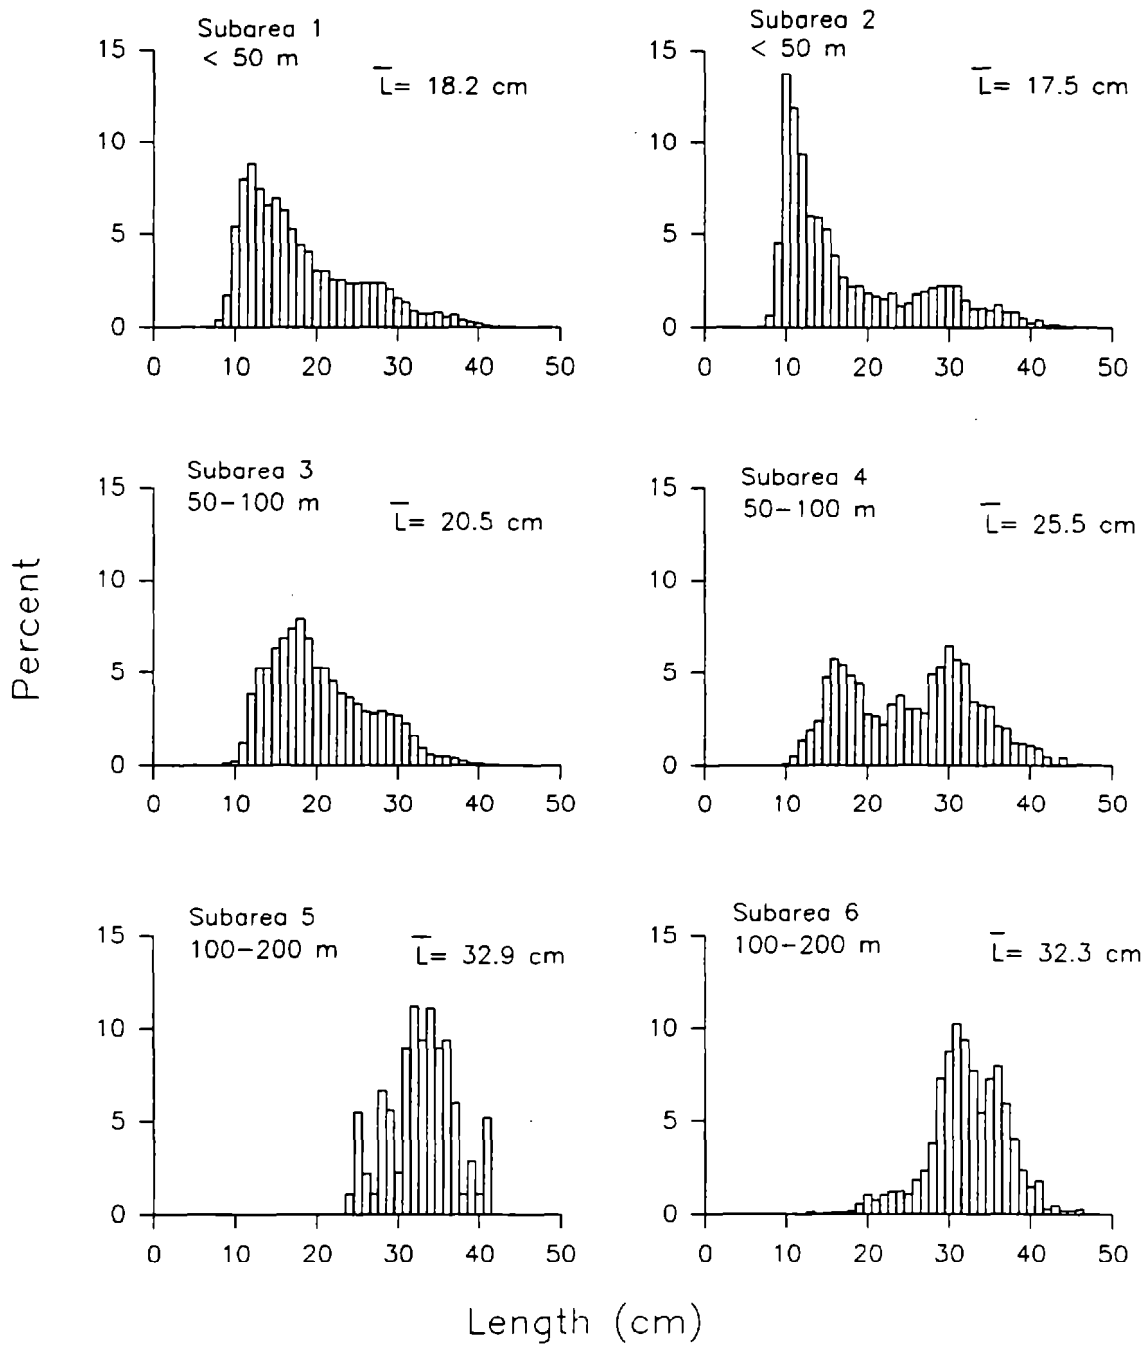 Subarea 1
< 50 m
L̅= 18.2 cm
15
10
5
0
0 10 20 30 40 50
Subarea 2
< 50 m
L̅= 17.5 cm
15
10
5
0
0 10 20 30 40 50
Subarea 3
50-100 m
L̅= 20.5 cm
15
10
5
0
0 10 20 30 40 50
Subarea 4
50-100 m
L̅= 25.5 cm
15
10
5
0
0 10 20 30 40 50
Percent
Subarea 5
100-200 m
L̅= 32.9 cm
15
10
5
0
0 10 20 30 40 50
Subarea 6
100-200 m
L̅= 32.3 cm
15
10
5
0
0 10 20 30 40 50
Length (cm)